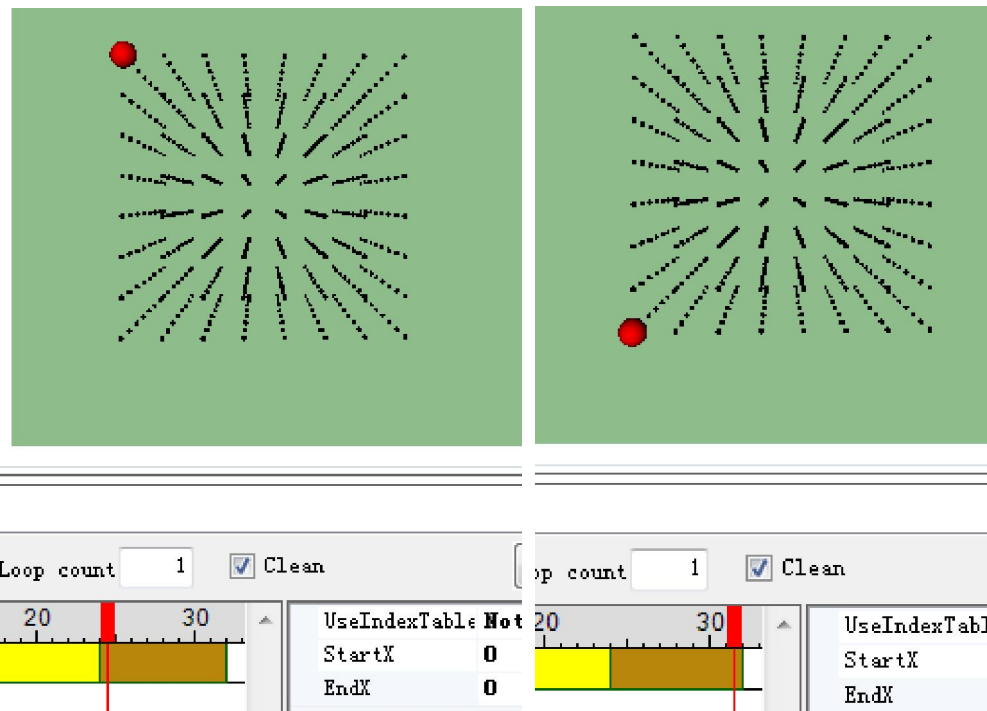 Loop count 1 Clean
20 30
UseIndexTable Not
StartX 0
EndX 0
op count 1 Clean
20 30
UseIndexTabl
StartX
EndX